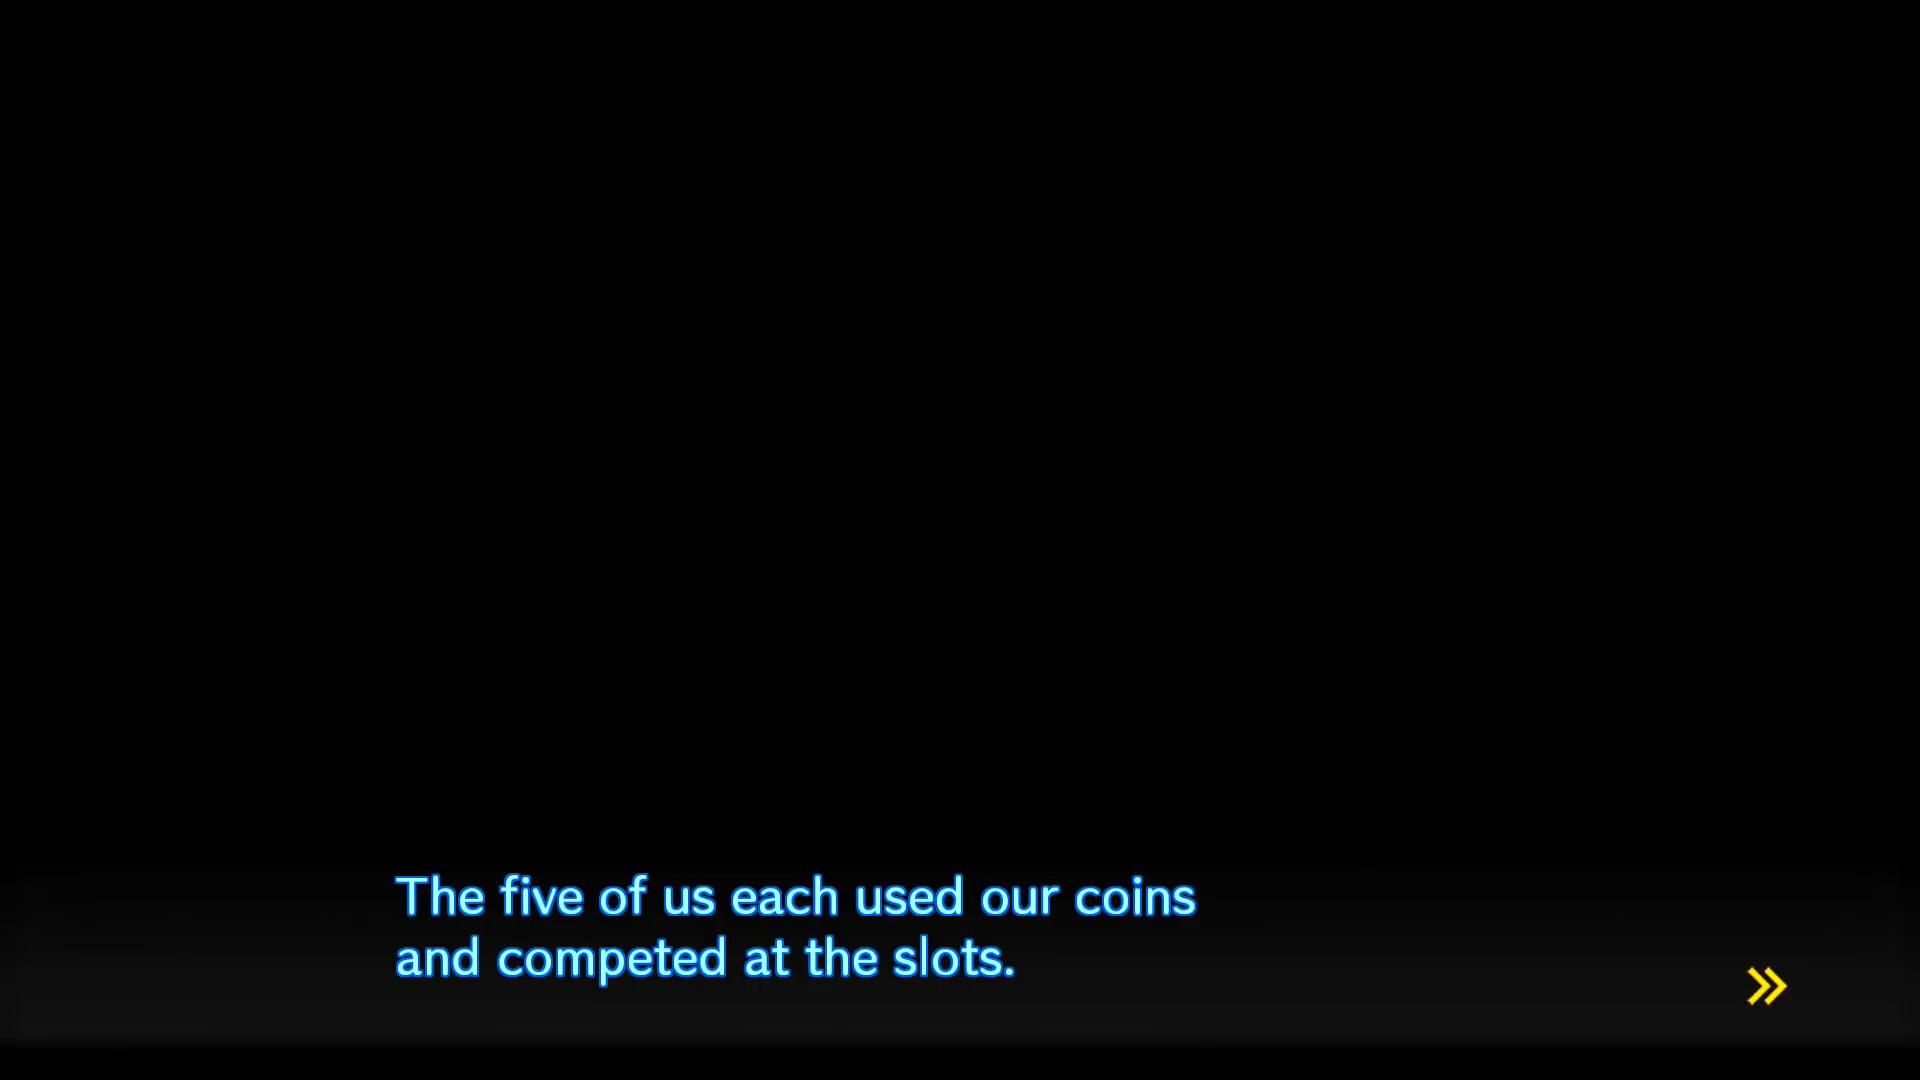 The five of us each used our coins
and competed at the slots.